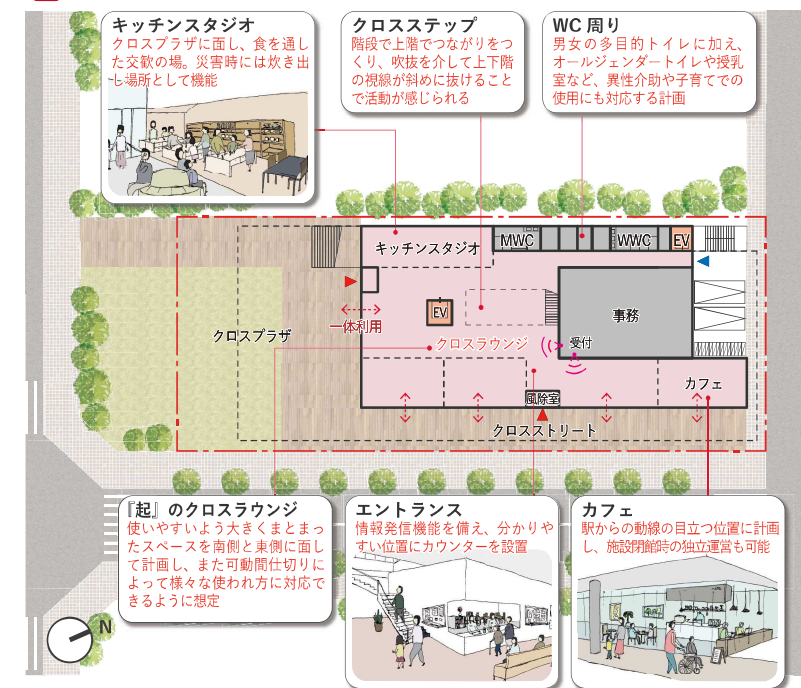 キッチンスタジオ
クロスプラザに面し、食を通し
た交歓の場。災害時には炊き出
し場所として機能
クロスステップ
階段で上階でつながりをつ
くり、吹抜を介して上下階
の視線が斜めに抜けること
で活動が感じられる
WC 周り
男女の多目的トイレに加え、
オールジェンダートイレや授乳
室など、異性介助や子育てでの
使用にも対応する計画
キッチンスタジオ
MWC
WWC
EV
EV
事務
一体利用
クロスプラザ
クロスラウンジ
受付
カフェ
風除室
クロスストリート
『起』のクロスラウンジ
使いやすいよう大きくまとまっ
たスペースを南側と東側に面し
て計画し、また可動間仕切りに
よって様々な使われ方に対応で
きるように想定
エントランス
情報発信機能を備え、分かりや
すい位置にカウンターを設置
カフェ
駅からの動線の目立つ位置に計画
し、施設閉館時の独立運営も可能
N